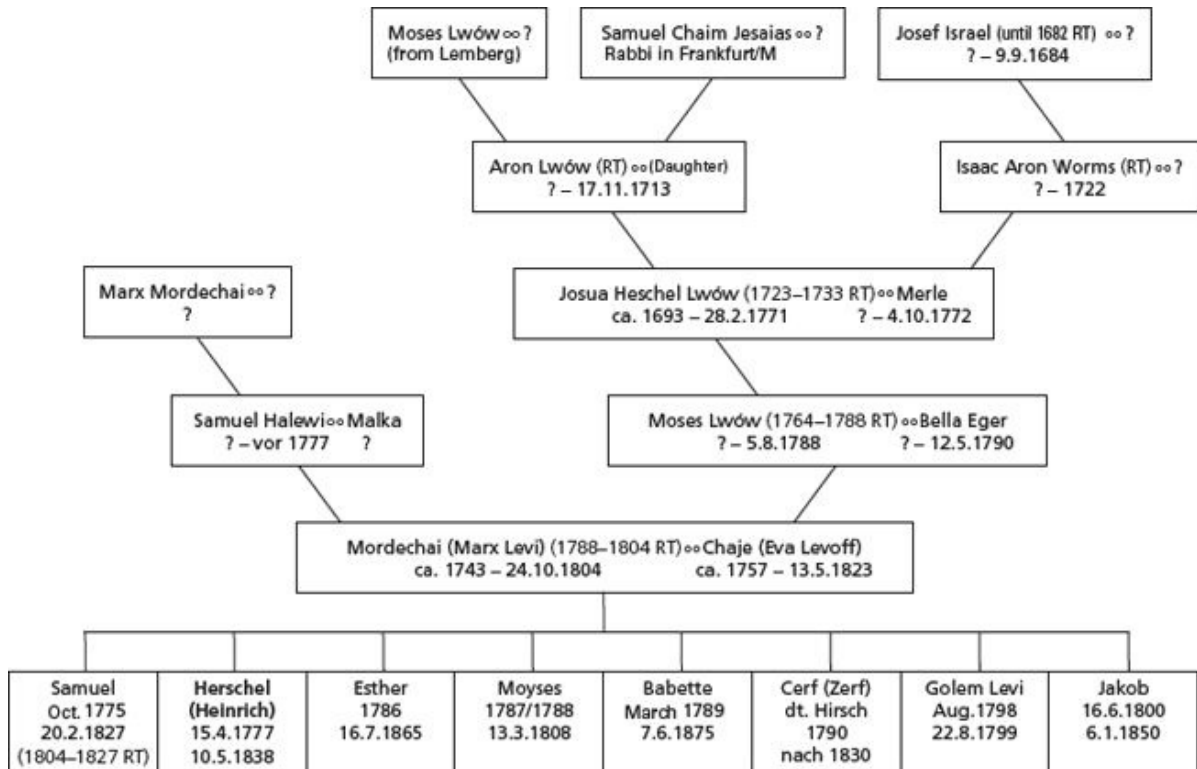 Moses Lwów ∞ ?
(from Lemberg)
Samuel Chaim Jesaias ∞ ?
Rabbi in Frankfurt/M
Josef Israel (until 1682 RT) ∞ ?
? – 9.9.1684
Aron Lwów (RT) ∞ (Daughter)
? – 17.11.1713
Isaac Aron Worms (RT) ∞ ?
? – 1722
Marx Mordechai ∞ ?
?
Josua Heschel Lwów (1723–1733 RT) ∞ Merle
ca. 1693 – 28.2.1771 ? – 4.10.1772
Samuel Halewi ∞ Malka
? – vor 1777 ?
Moses Lwów (1764–1788 RT) ∞ Bella Eger
? – 5.8.1788 ? – 12.5.1790
Mordechai (Marx Levi) (1788–1804 RT) ∞ Chaje (Eva Levoff)
ca. 1743 – 24.10.1804 ca. 1757 – 13.5.1823
Samuel
Oct. 1775
20.2.1827
(1804–1827 RT)
Herschel
(Heinrich)
15.4.1777
10.5.1838
Esther
1786
16.7.1865
Moyses
1787/1788
13.3.1808
Babette
March 1789
7.6.1875
Cerf (Zerf)
dt. Hirsch
1790
nach 1830
Golem Levi
Aug.1798
22.8.1799
Jakob
16.6.1800
6.1.1850